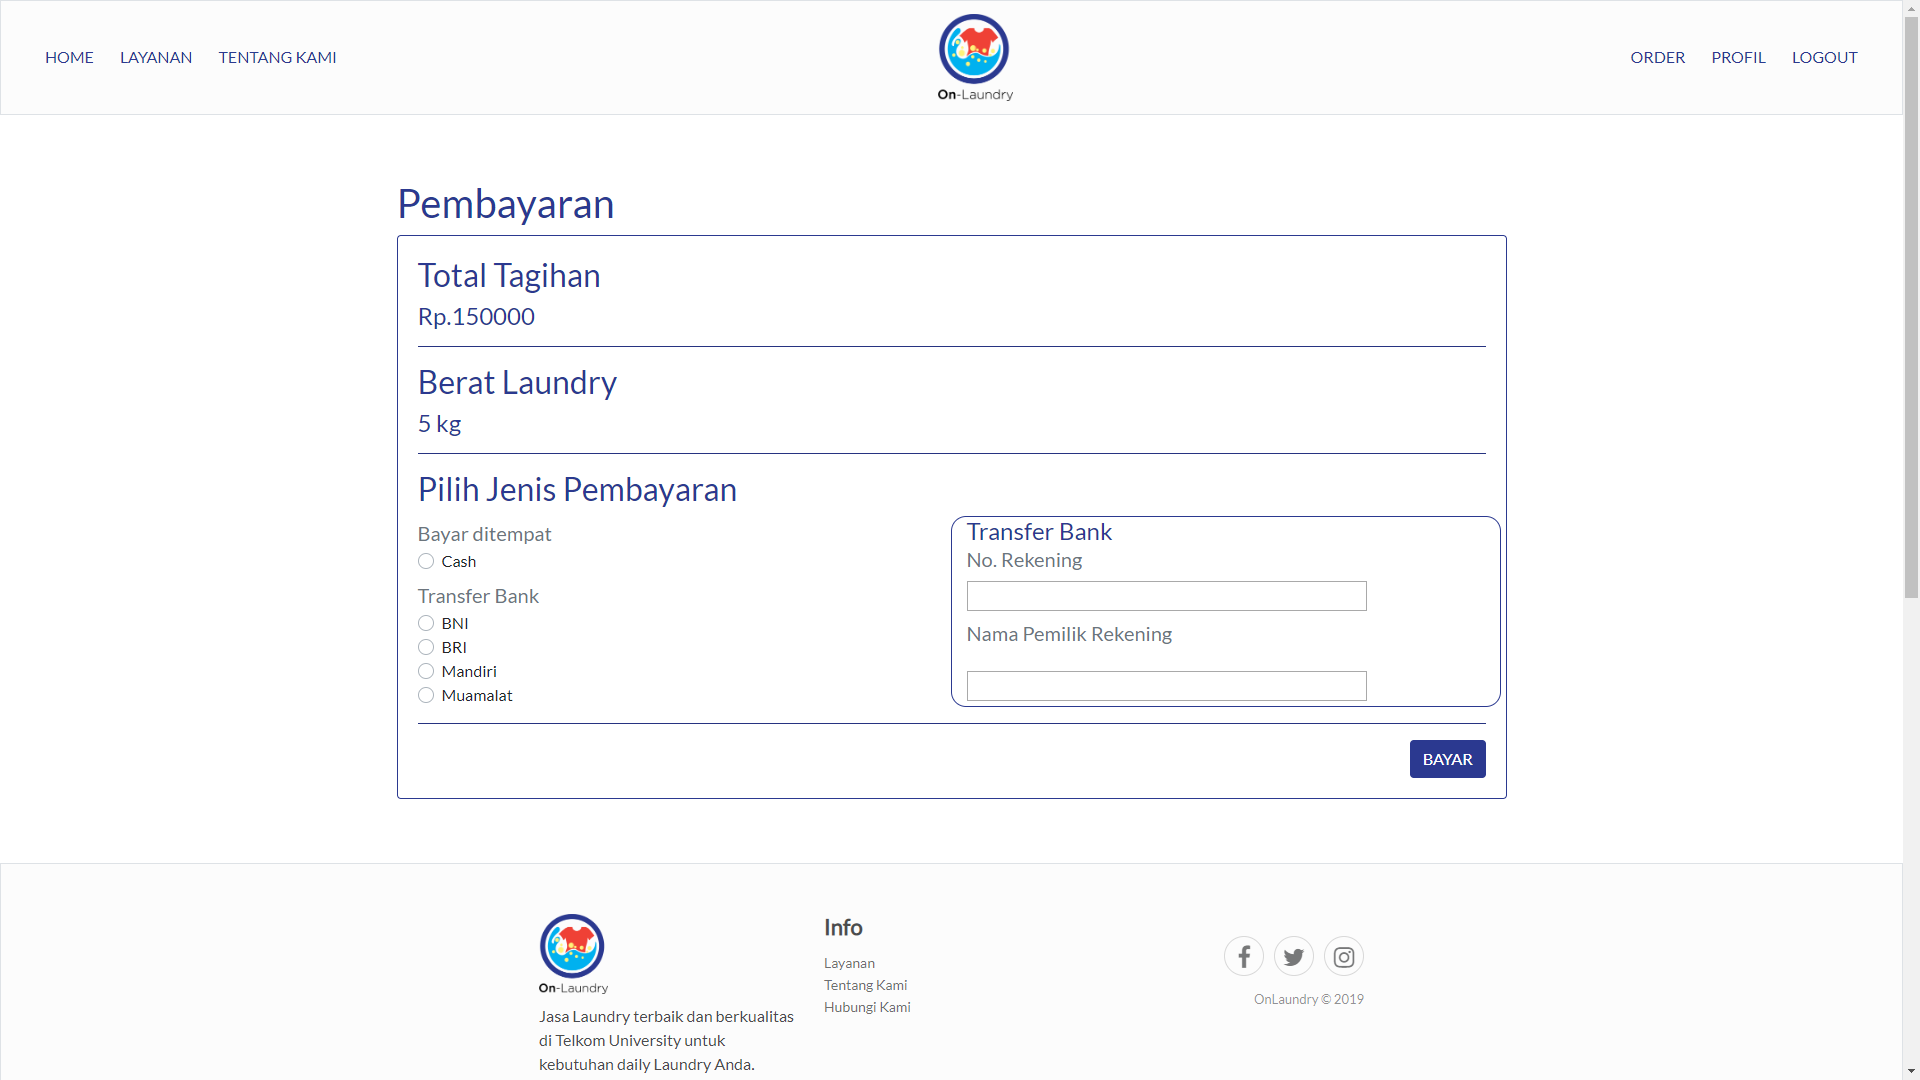 HOME LAYANAN TENTANG KAMI
On-Laundry
ORDER PROFIL LOGOUT
Pembayaran
Total Tagihan
Rp.150000
Berat Laundry
5 kg
Pilih Jenis Pembayaran
Bayar ditempat
Cash
Transfer Bank
BNI
BRI
Mandiri
Muamalat
Transfer Bank
No. Rekening
Nama Pemilik Rekening
BAYAR
On-Laundry
Jasa Laundry terbaik dan berkualitas
di Telkom University untuk
kebutuhan daily Laundry Anda.
Info
Layanan
Tentang Kami
Hubungi Kami
OnLaundry © 2019